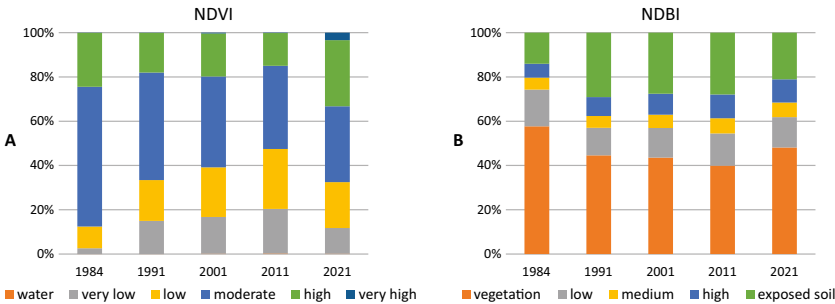 NDVI
100%
80%
60%
A
40%
20%
0%
1984 1991 2001 2011 2021
water very low low moderate high very high
NDBI
100%
80%
60%
B
40%
20%
0%
1984 1991 2001 2011 2021
vegetation low medium high exposed soil